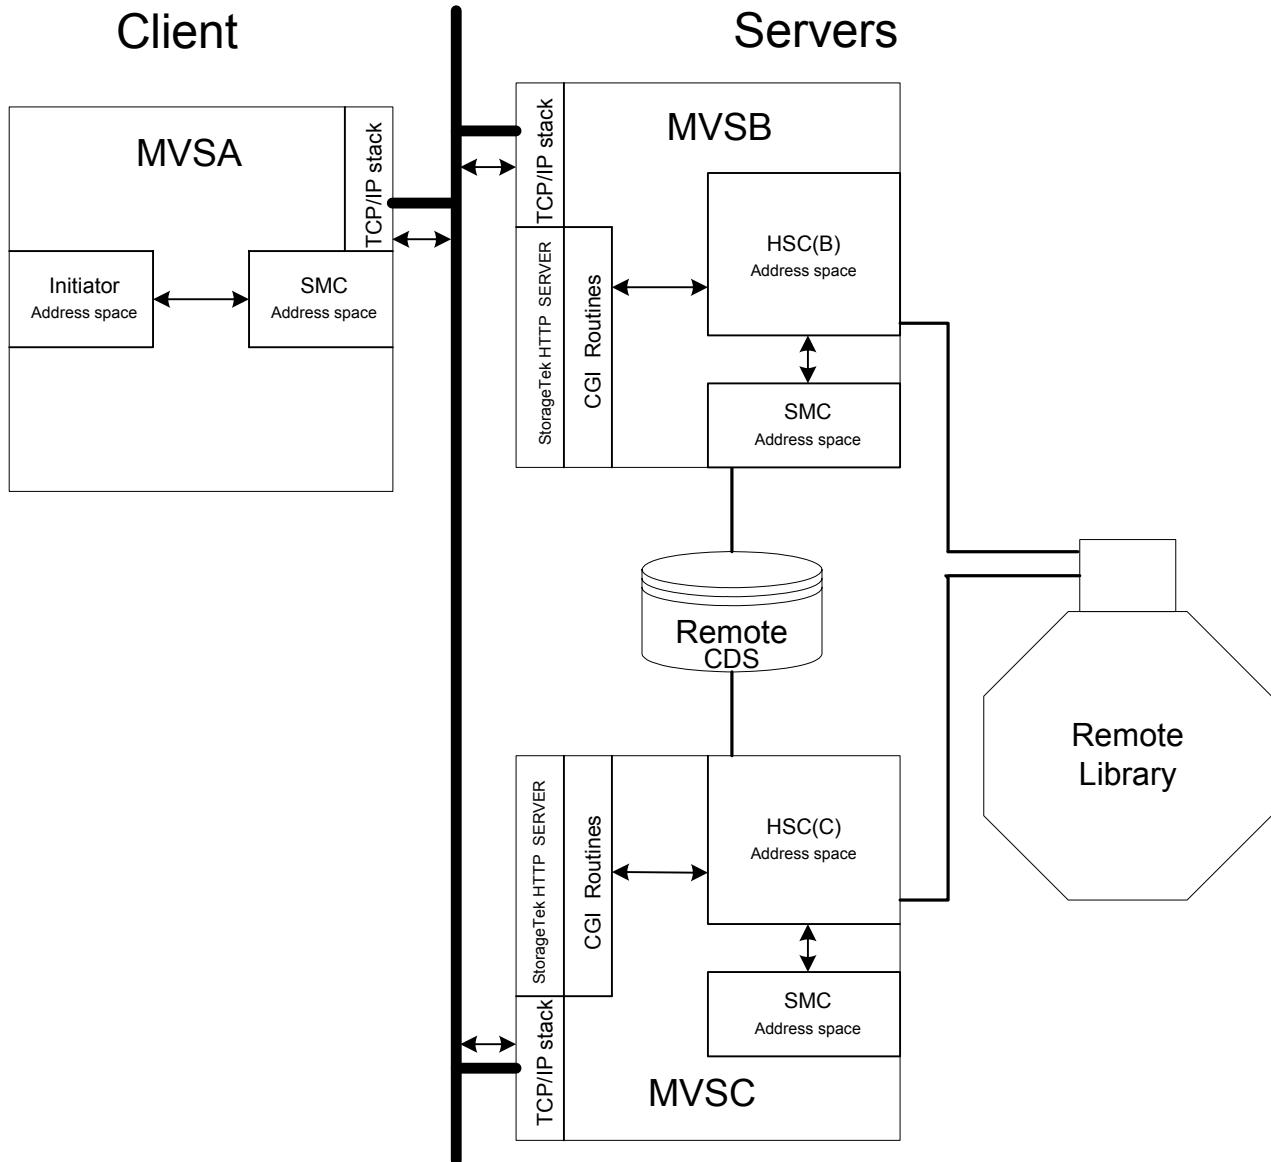 Client
Servers
MVSA
TCP/IP stack
Initiator
Address space
SMC
Address space
MVSB
TCP/IP stack
StorageTek HTTP SERVER
CGI Routines
HSC(B)
Address space
SMC
Address space
Remote
CDS
Remote
Library
StorageTek HTTP SERVER
CGI Routines
HSC(C)
Address space
SMC
Address space
TCP/IP stack
MVSC